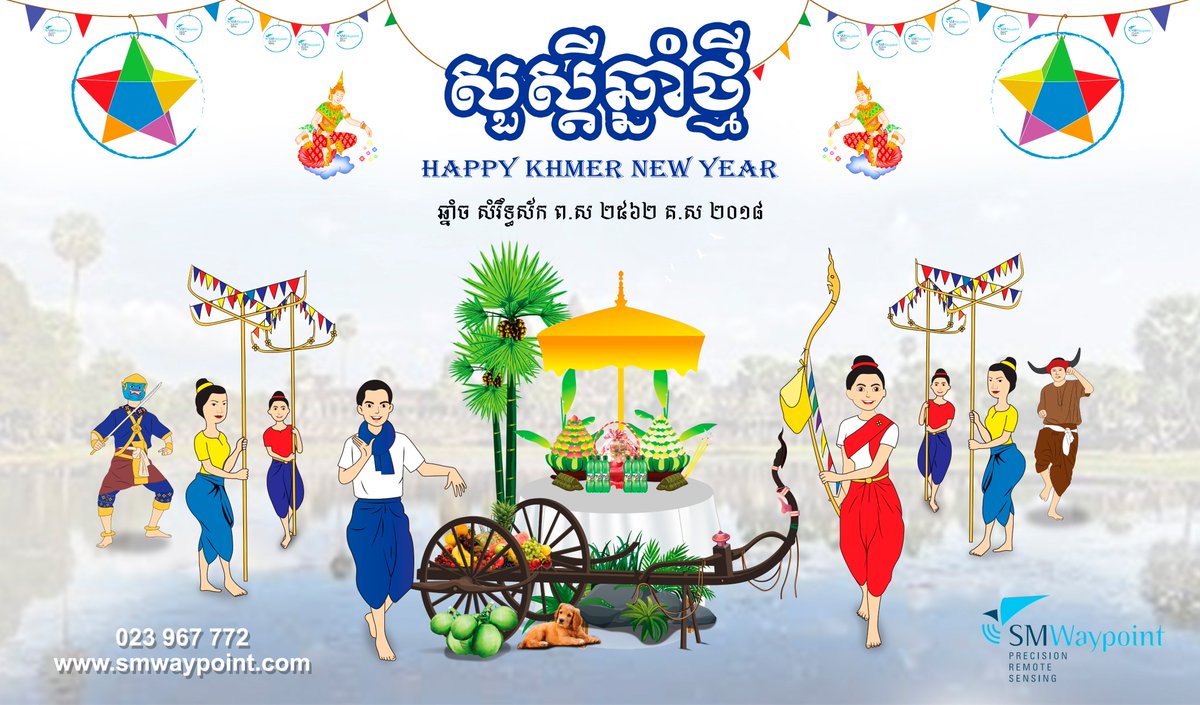 សួស្តីឆ្នាំថ្មី
HAPPY KHMER NEW YEAR
ឆ្នាំច សំរឹទ្ធស័ក ព.ស ២៥៦២ គ.ស ២០១៨
023 967 772
www.smwaypoint.com
SMWaypoint
PRECISION
REMOTE
SENSING